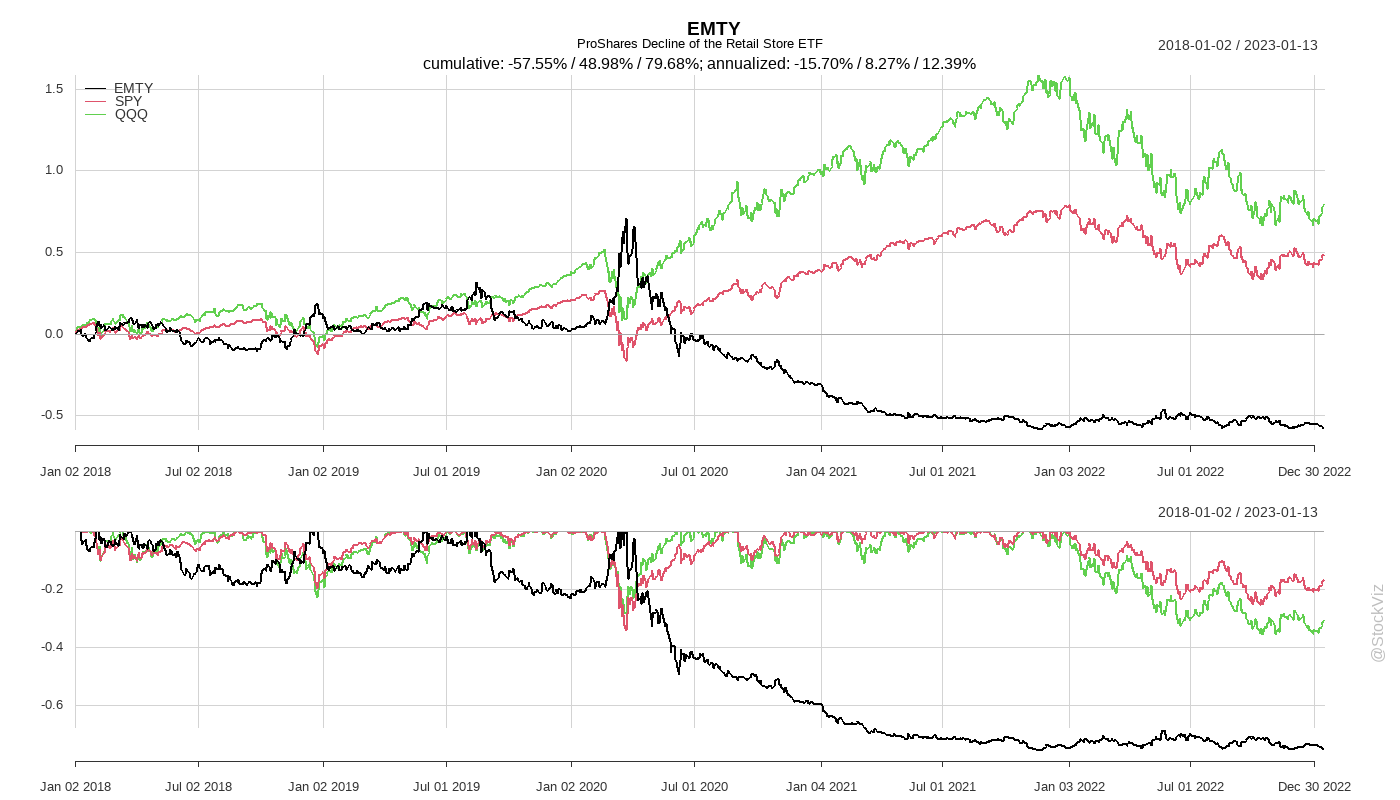 EMTY
ProShares Decline of the Retail Store ETF
2018-01-02 / 2023-01-13
cumulative: -57.55% / 48.98% / 79.68%; annualized: -15.70% / 8.27% / 12.39%
EMTY
SPY
QQQ
1.5
1.0
0.5
0.0
-0.5
Jan 02 2018 Jul 02 2018 Jan 02 2019 Jul 01 2019 Jan 02 2020 Jul 01 2020 Jan 04 2021 Jul 01 2021 Jan 03 2022 Jul 01 2022 Dec 30 2022
2018-01-02 / 2023-01-13
-0.2
-0.4
-0.6
Jan 02 2018 Jul 02 2018 Jan 02 2019 Jul 01 2019 Jan 02 2020 Jul 01 2020 Jan 04 2021 Jul 01 2021 Jan 03 2022 Jul 01 2022 Dec 30 2022
@StockViz